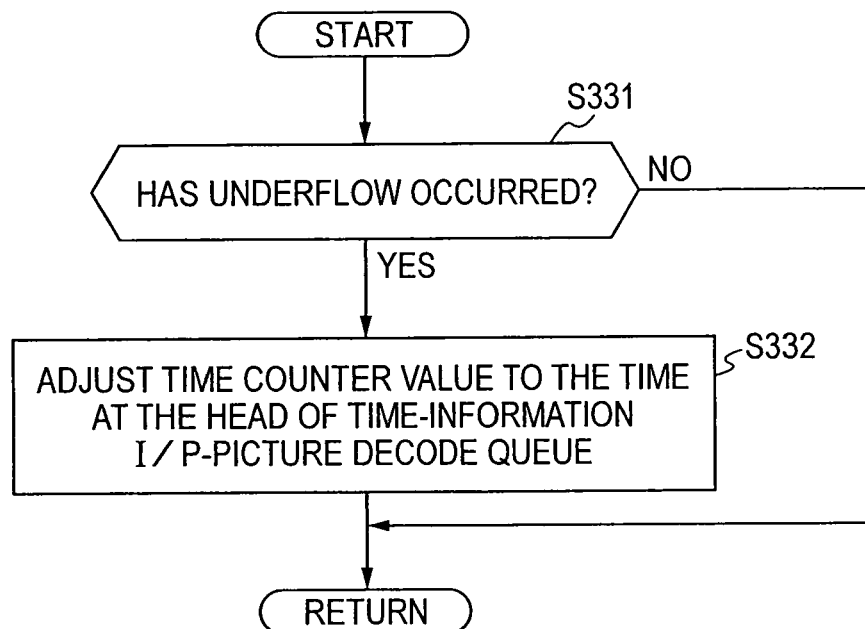 START
S331
HAS UNDERFLOW OCCURRED?
NO
YES
S332
ADJUST TIME COUNTER VALUE TO THE TIME
AT THE HEAD OF TIME-INFORMATION
I/P-PICTURE DECODE QUEUE
RETURN